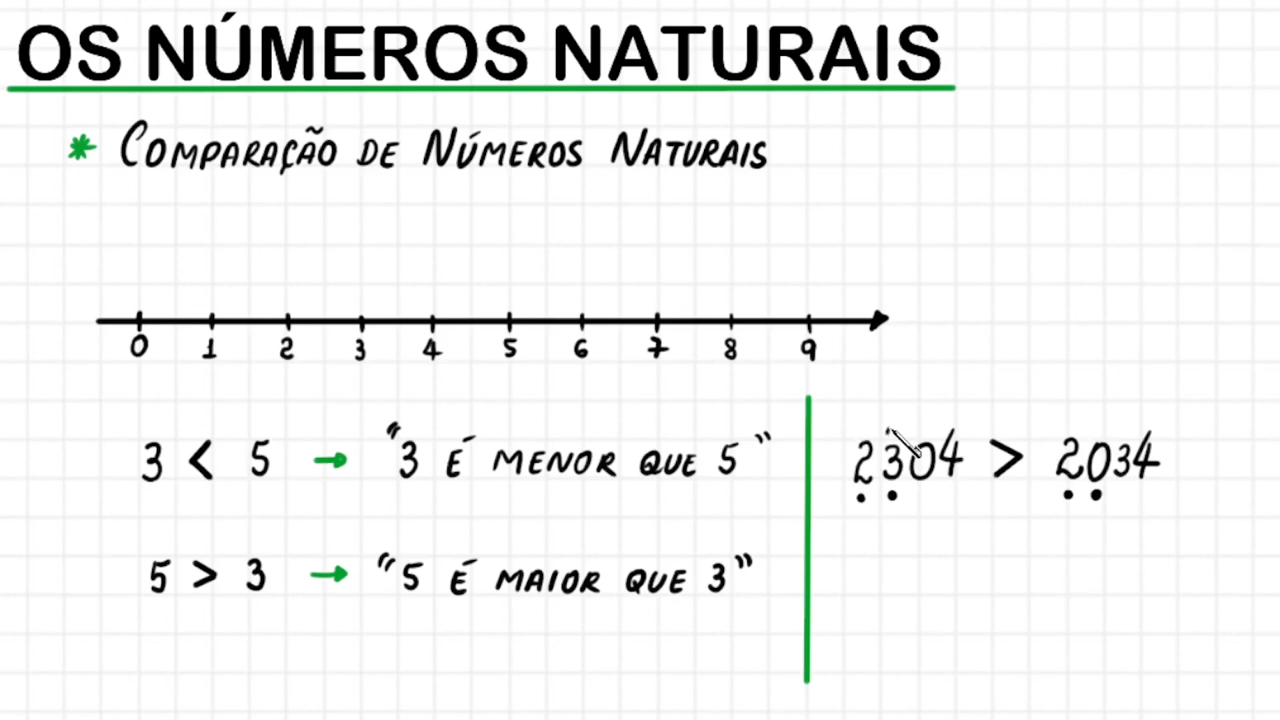 OS NÚMEROS NATURAIS
* COMPARAÇÃO DE NÚMEROS NATURAIS
0 1 2 3 4 5 6 7 8 9
3 < 5 → "3 É MENOR QUE 5"
2304 > 2034
5 > 3 → "5 É MAIOR QUE 3"